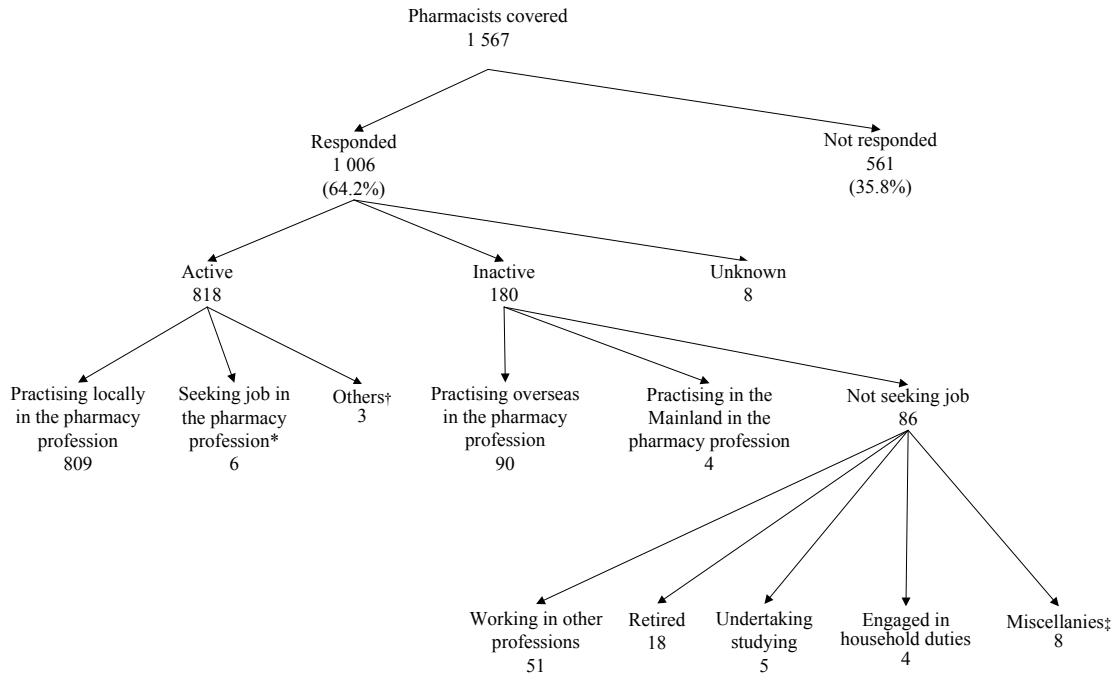 Pharmacists covered
1 567
Responded
1 006
(64.2%)
Not responded
561
(35.8%)
Active
818
Inactive
180
Unknown
8
Practising locally
in the pharmacy
profession
809
Seeking job in
the pharmacy
profession*
6
Others†
3
Practising overseas
in the pharmacy
profession
90
Practising in the
Mainland in the
pharmacy profession
4
Not seeking job
86
Working in other
professions
51
Retired
18
Undertaking
studying
5
Engaged in
household duties
4
Miscellanies‡
8